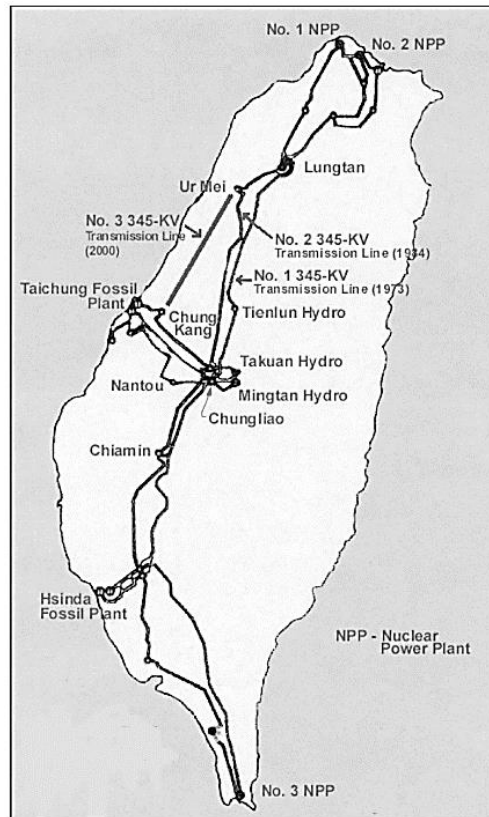 No. 1 NPP
No. 2 NPP
Lungtan
Ur Mei
No. 3 345-KV
Transmission Line
(2000)
No. 2 345-KV
Transmission Line (1984)
No. 1 345-KV
Transmission Line (1973)
Taichung Fossil
Plant
Chung
Kang
Tienlun Hydro
Takuan Hydro
Nantou
Mingtan Hydro
Chungliao
Chiamin
Hsinda
Fossil Plant
NPP - Nuclear
Power Plant
No. 3 NPP